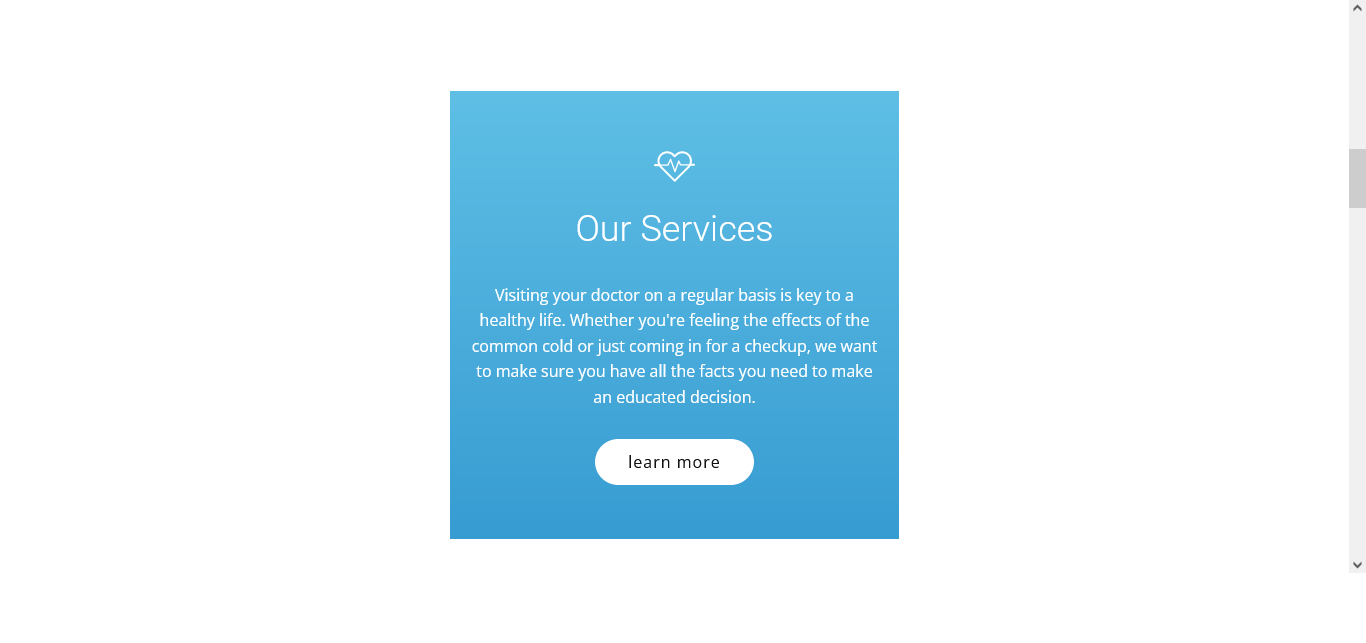 Our Services
Visiting your doctor on a regular basis is key to a
healthy life. Whether you're feeling the effects of the
common cold or just coming in for a checkup, we want
to make sure you have all the facts you need to make
an educated decision.
learn more